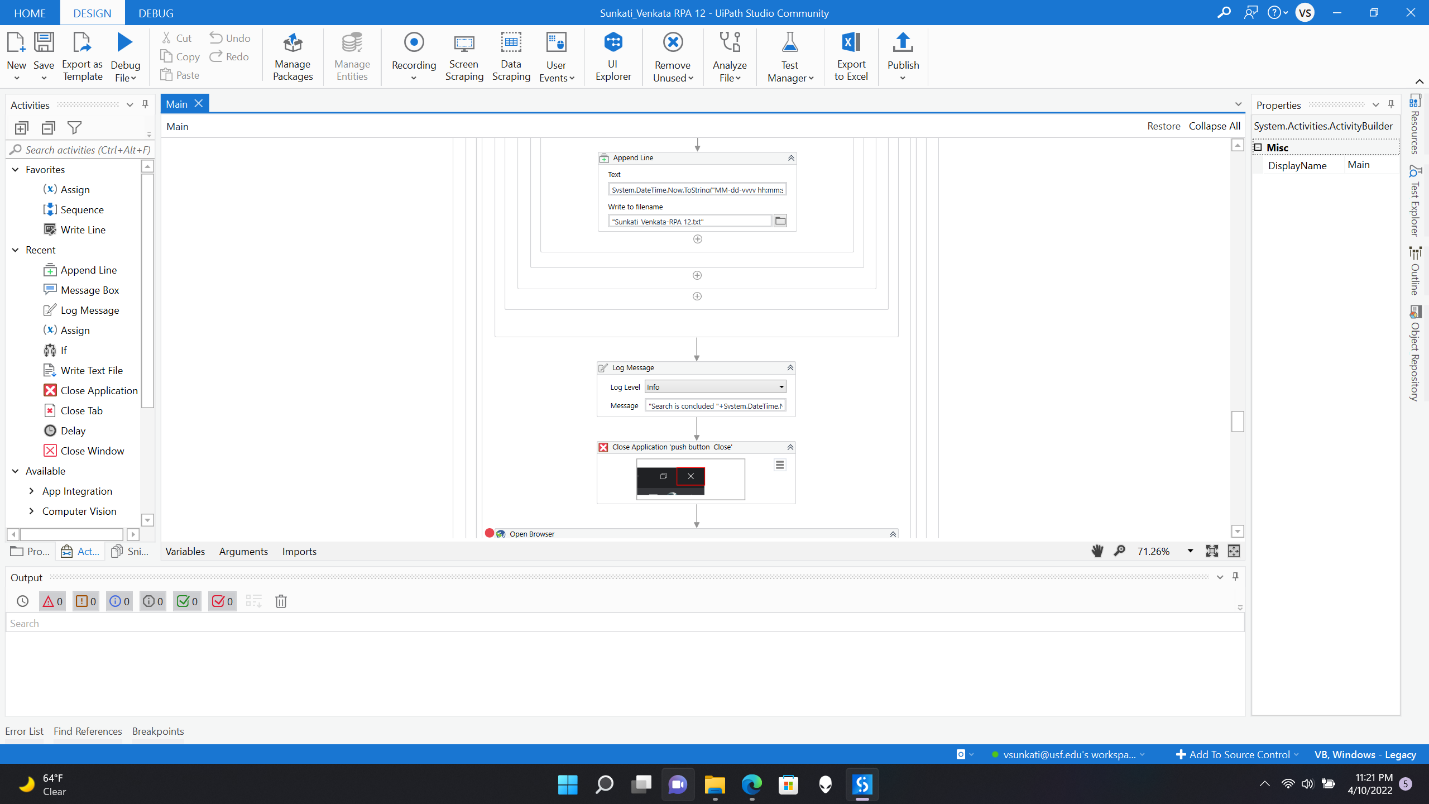 HOME DESIGN DEBUG Sunkati_Venkata RPA 12 - UiPath Studio Community VS
New Save Export as Template Debug File Cut Copy Paste Undo Redo Manage Packages Manage Entities Recording Screen Scraping Data Scraping User Events UI Explorer Remove Unused Analyze File Test Manager Export to Excel Publish
Activities
Search activities (Ctrl+Alt+F)
Favorites
Assign
Sequence
Write Line
Recent
Append Line
Message Box
Log Message
Assign
If
Write Text File
Close Application
Close Tab
Delay
Close Window
Available
App Integration
Computer Vision
Pro... Act... Sni...
Main
Main Restore Collapse All
Append Line
Text
System.DateTime.Now.ToString("MM-dd-yyyy hh:mm:s
Write to filename
"Sunkati_Venkata-RPA 12.txt"
Log Message
Log Level Info
Message "Search is concluded "+System.DateTime.
Close Application 'push button Close'
Open Browser
Variables Arguments Imports 71.26%
Properties
System.Activities.ActivityBuilder
Misc
DisplayName Main
Resources
Test Explorer
Outline
Object Repository
Output
0 0 0 0 0 0
Search
Error List Find References Breakpoints
vsunkati@usf.edu's workspa... Add To Source Control VB, Windows - Legacy
64°F
Clear
11:21 PM
4/10/2022 5